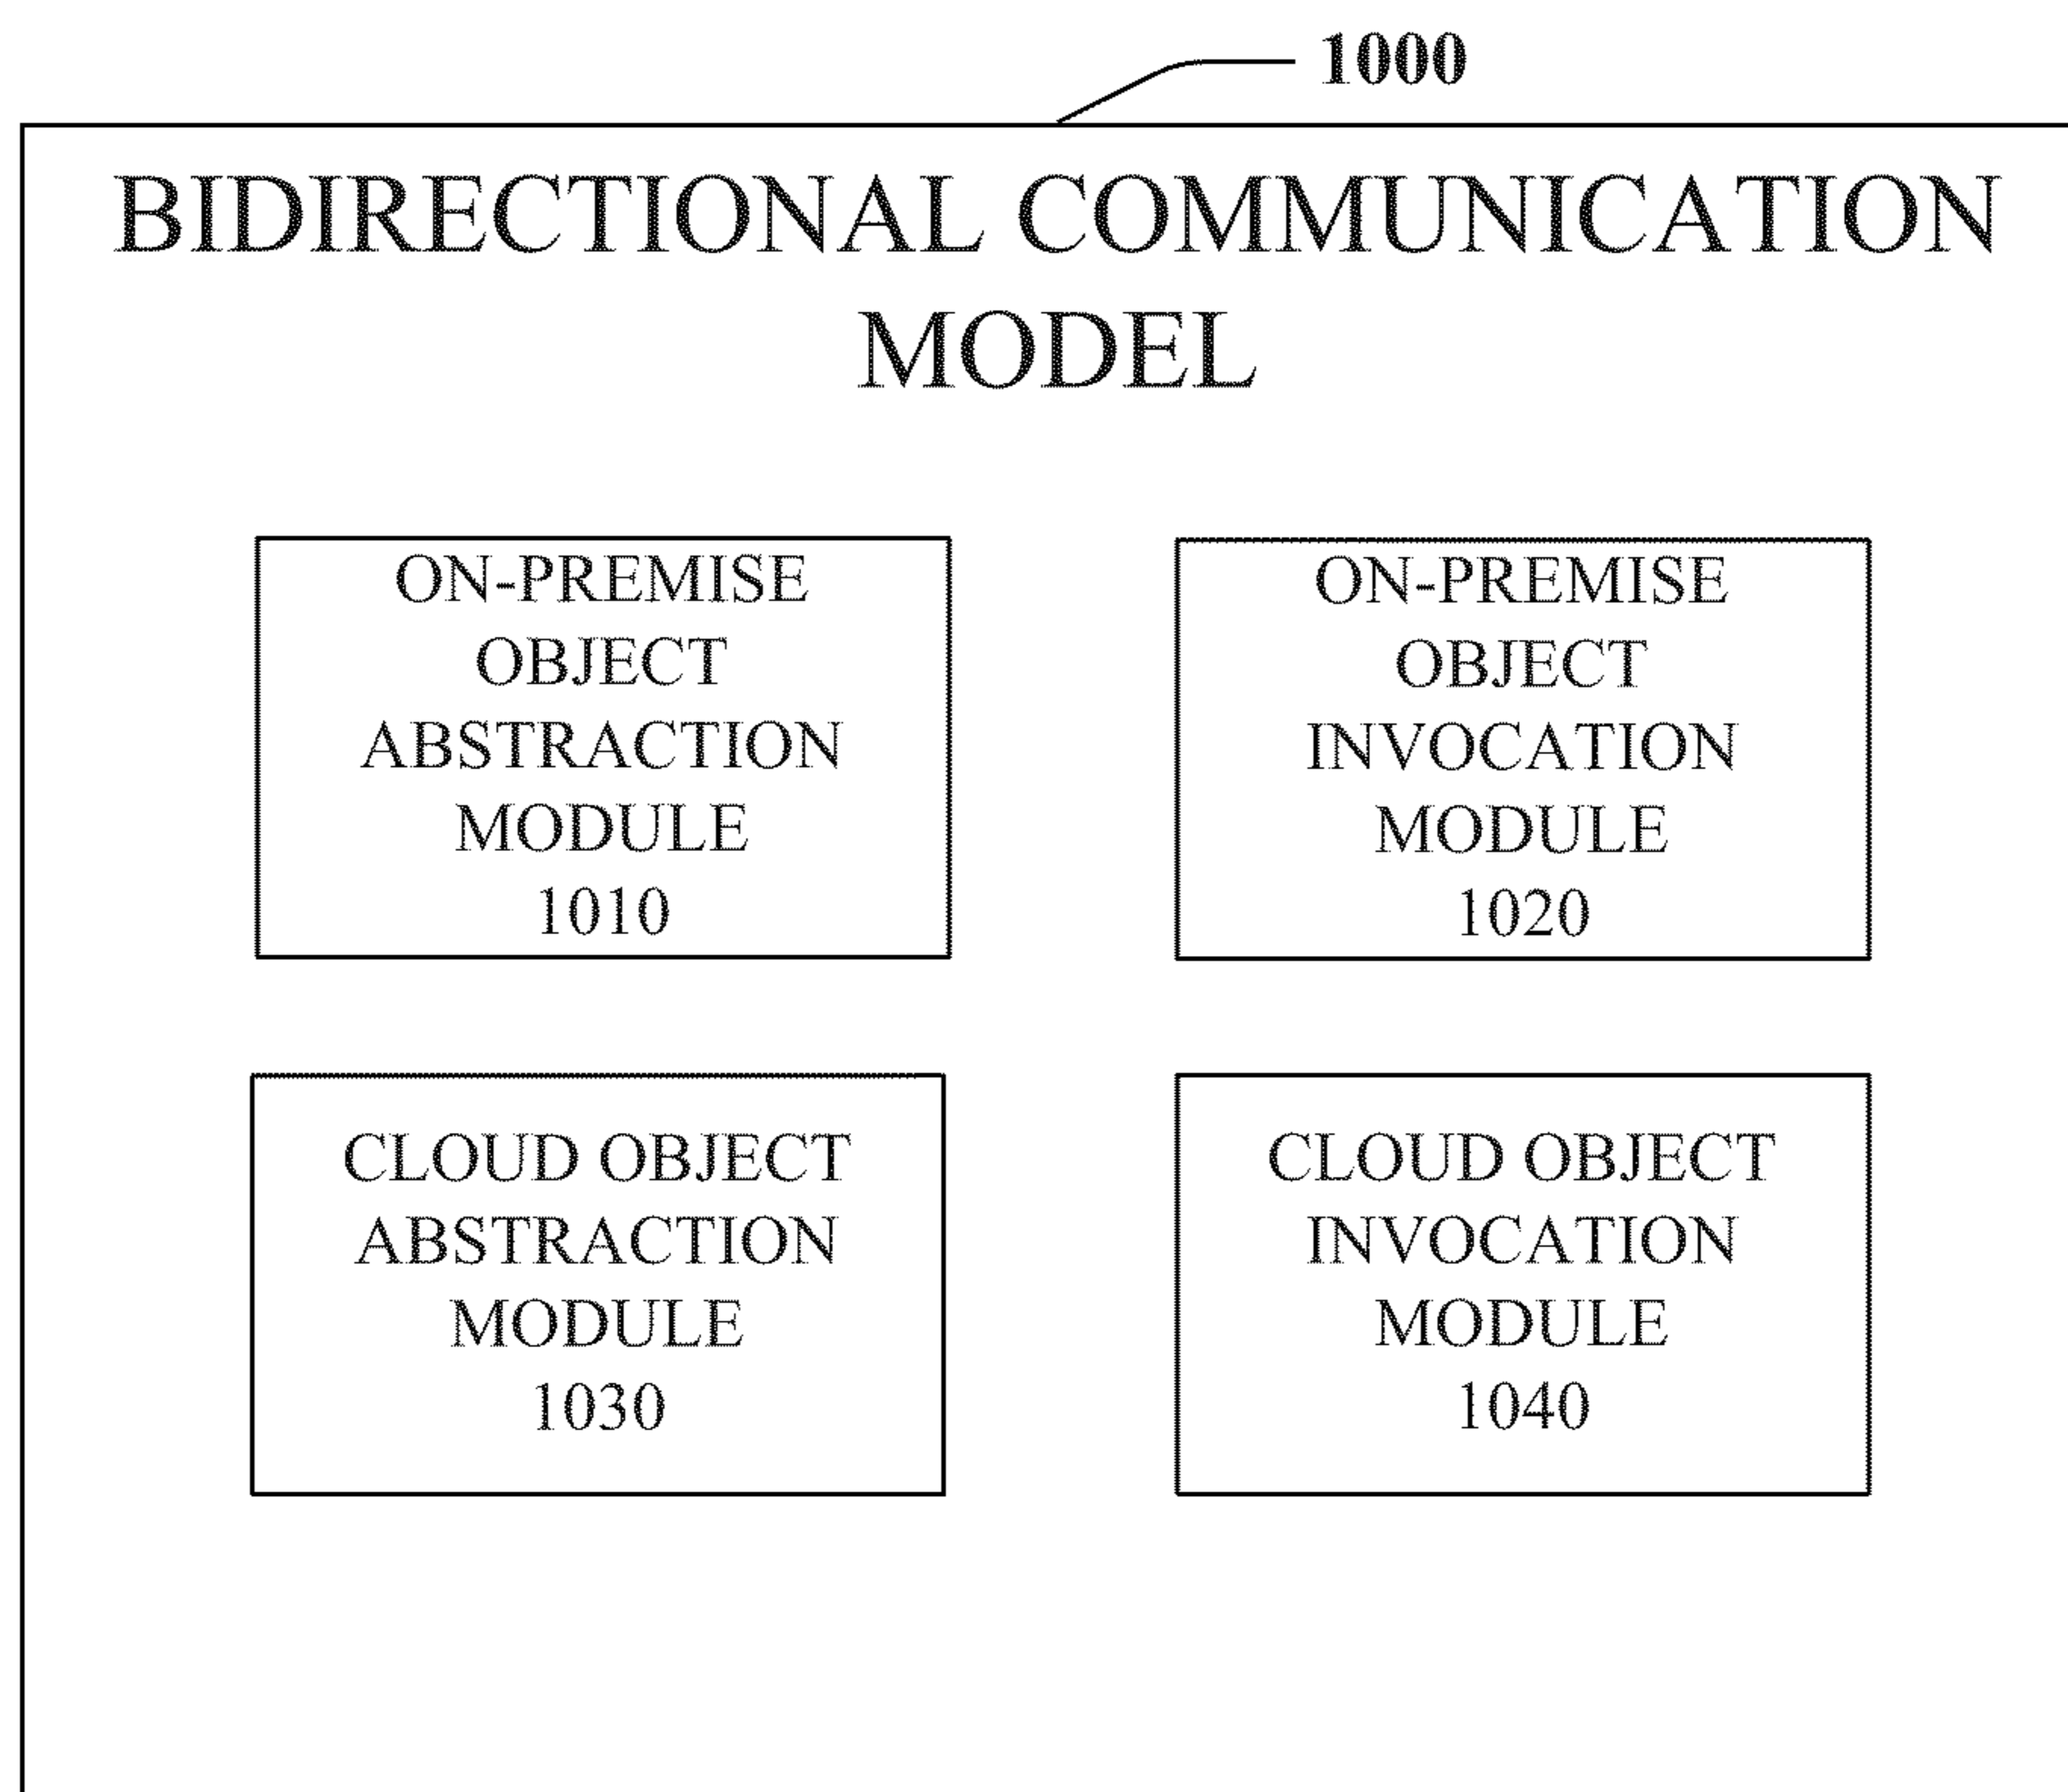 1000
BIDIRECTIONAL COMMUNICATION
MODEL
ON-PREMISE
OBJECT
ABSTRACTION
MODULE
1010
ON-PREMISE
OBJECT
INVOCATION
MODULE
1020
CLOUD OBJECT
ABSTRACTION
MODULE
1030
CLOUD OBJECT
INVOCATION
MODULE
1040